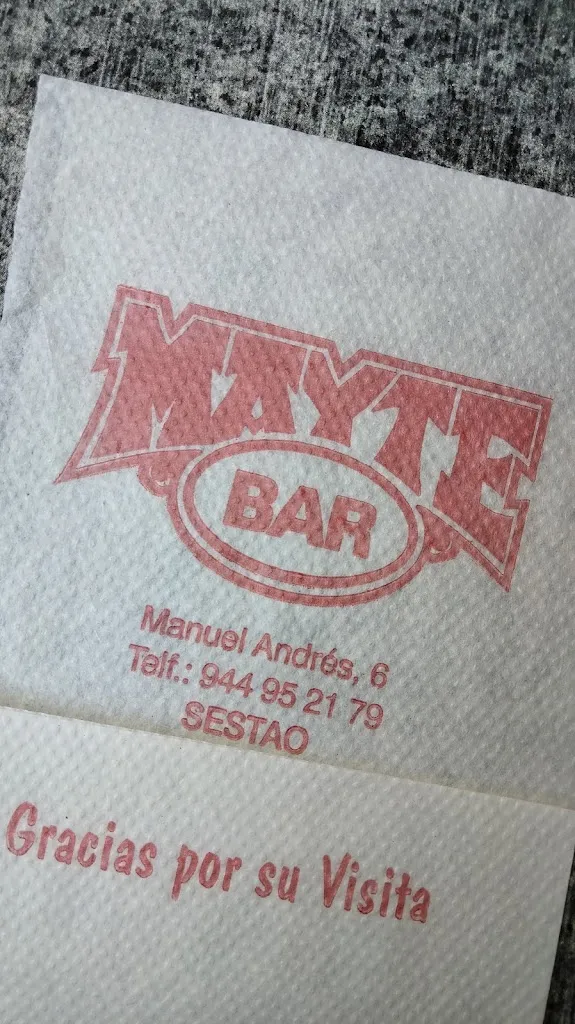 MAYTE
BAR
Manuel Andrés, 6
Telf.: 944 95 21 79
SESTAO
Gracias por su Visita